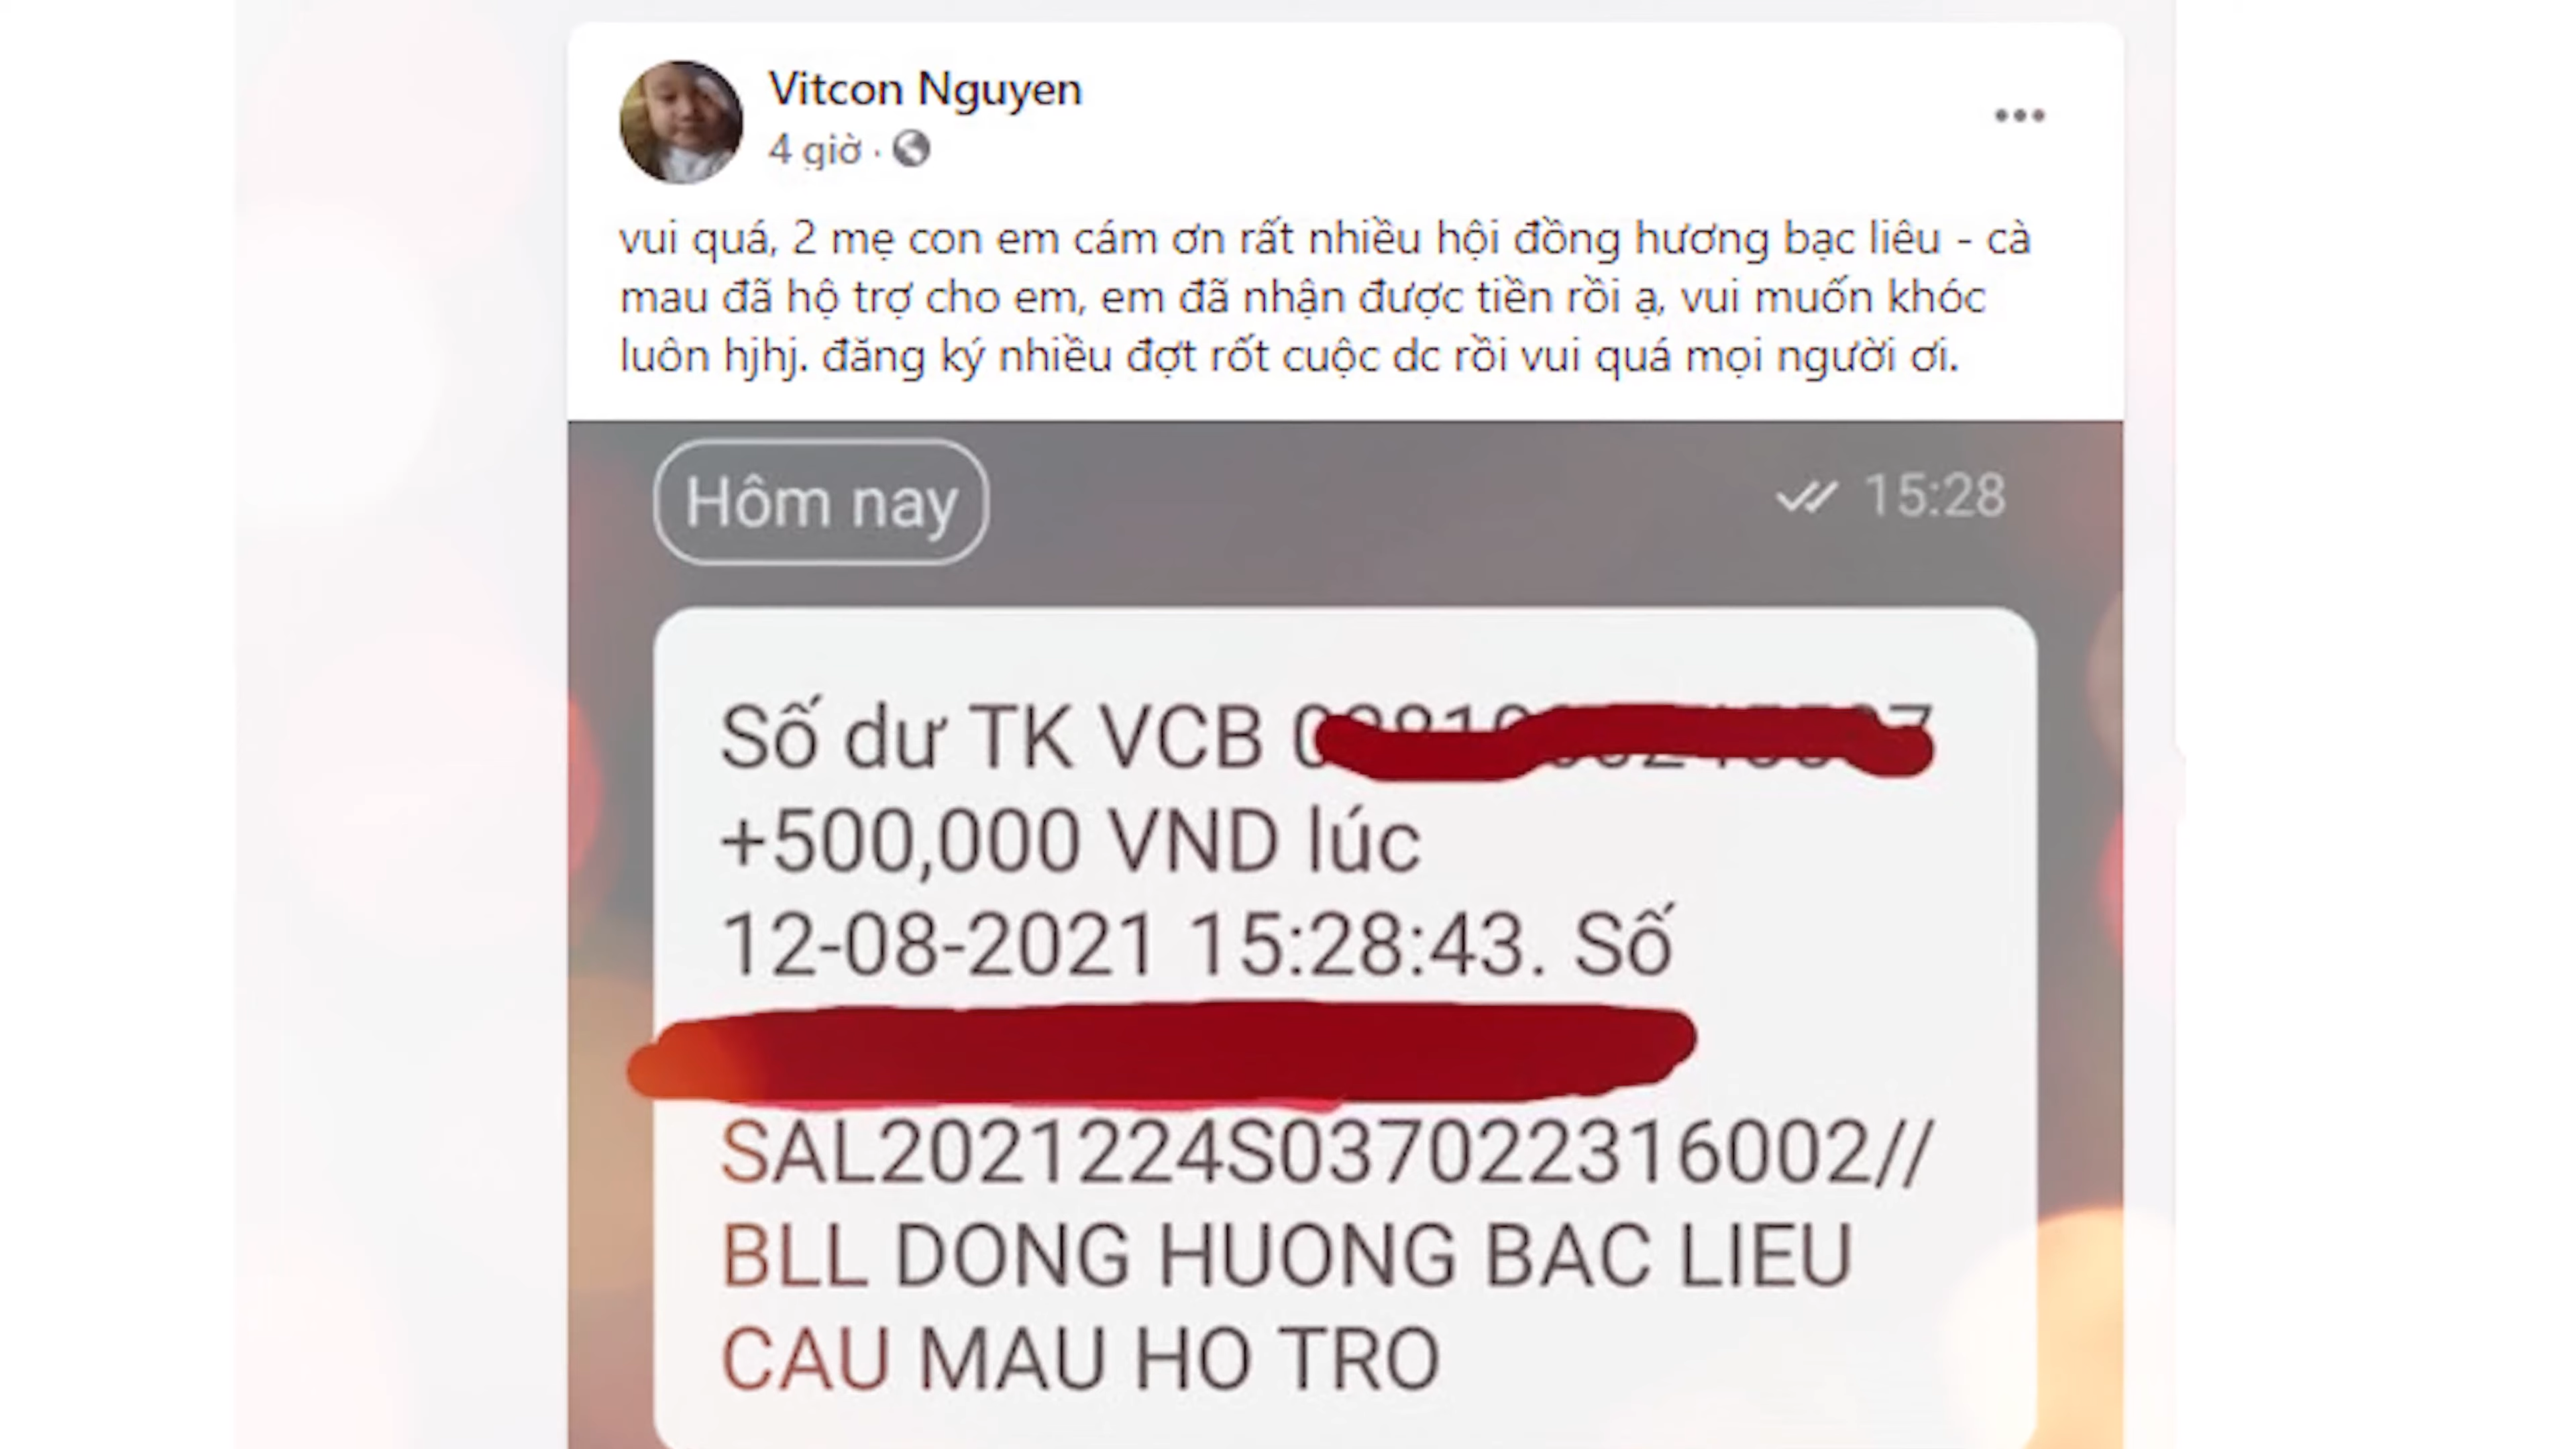 Vitcon Nguyen
4 giờ ·
vui quá, 2 mẹ con em cám ơn rất nhiều hội đồng hương bạc liêu - cà
mau đã hộ trợ cho em, em đã nhận được tiền rồi ạ, vui muốn khóc
luôn hjhj. đăng ký nhiều đợt rốt cuộc dc rồi vui quá mọi người ơi.
Hôm nay
15:28
Số dư TK VCB
+500,000 VND lúc
12-08-2021 15:28:43. Số
SAL2021224S037022316002//
BLL DONG HUONG BAC LIEU
CAU MAU HO TRO